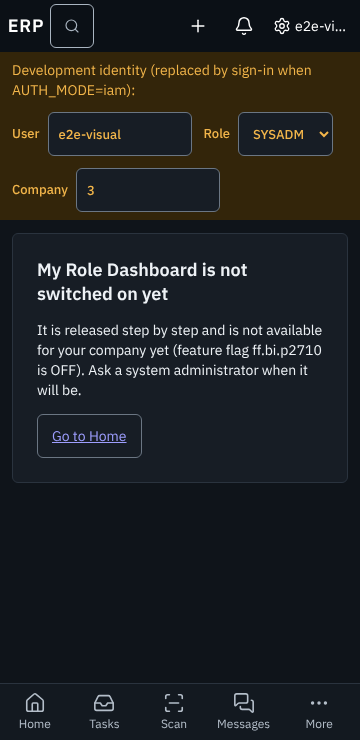 ERP
e2e-vi...
Development identity (replaced by sign-in when
AUTH_MODE=iam):
User e2e-visual Role SYSADM
Company 3
My Role Dashboard is not
switched on yet
It is released step by step and is not available
for your company yet (feature flag ff.bi.p2710
is OFF). Ask a system administrator when it
will be.
Go to Home
Home Tasks Scan Messages More